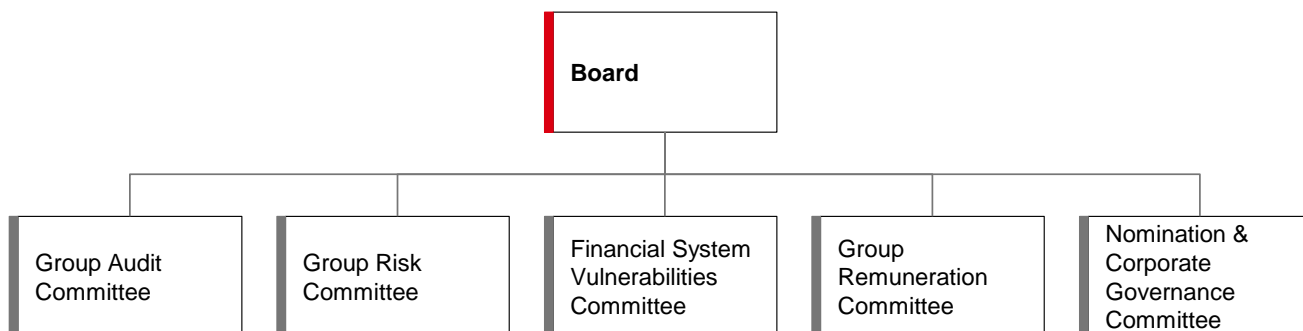 Board
Group Audit
Committee
Group Risk
Committee
Financial System
Vulnerabilities
Committee
Group
Remuneration
Committee
Nomination &
Corporate
Governance
Committee